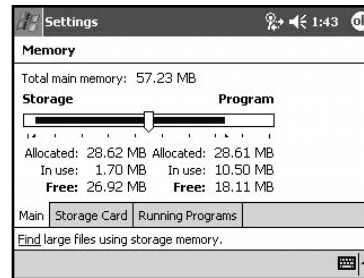 Settings 1:43 ok
Memory
Total main memory: 57.23 MB
Storage Program
Allocated: 28.62 MB Allocated: 28.61 MB
In use: 1.70 MB In use: 10.50 MB
Free: 26.92 MB Free: 18.11 MB
Main Storage Card Running Programs
Find large files using storage memory.